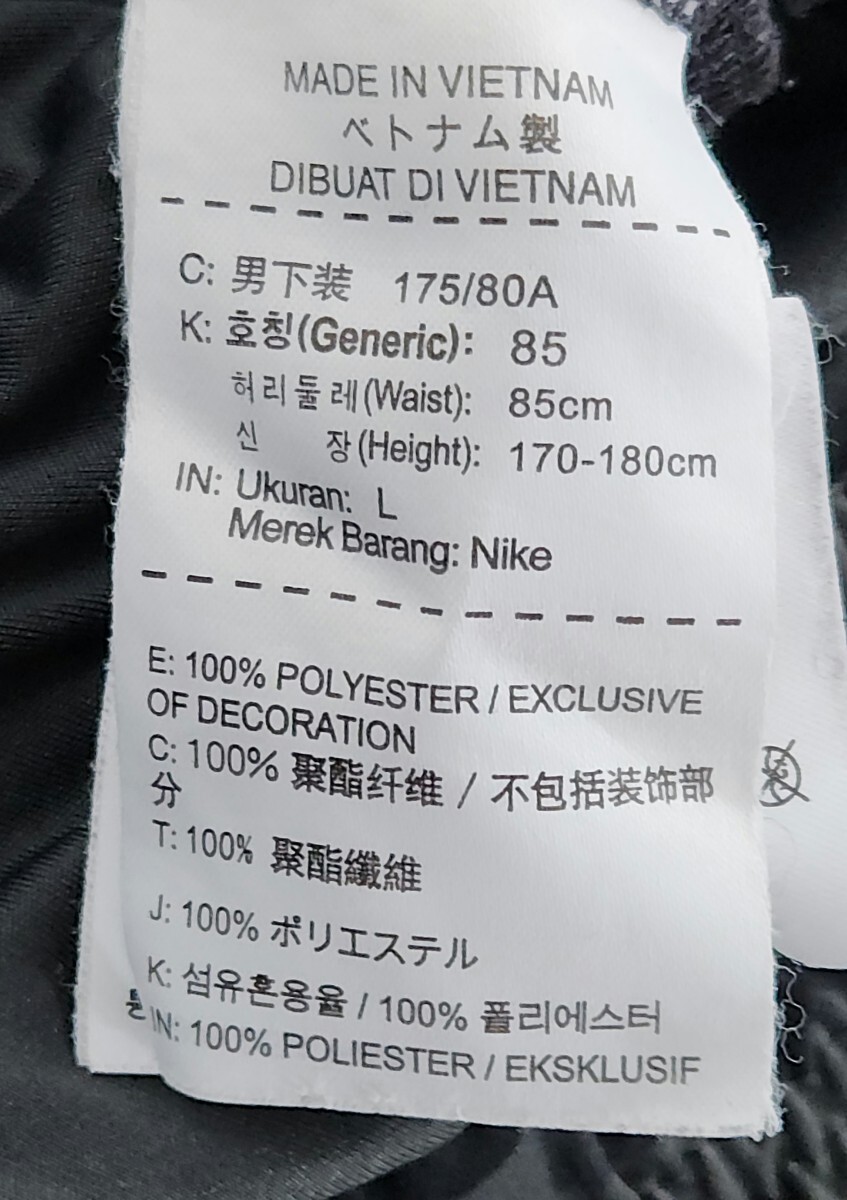 MADE IN VIETNAM
ベトナム製
DIBUAT DI VIETNAM
C: 男下装 175/80A
K: 호칭(Generic): 85
허리둘레(Waist): 85cm
신 장(Height): 170-180cm
IN: Ukuran: L
Merek Barang: Nike
E: 100% POLYESTER / EXCLUSIVE
OF DECORATION
C: 100% 聚酯纤维 / 不包括装饰部
分
T: 100% 聚酯纖維
J: 100% ポリエステル
K: 섬유혼용율 / 100% 폴리에스터
IN: 100% POLIESTER / EKSKLUSIF